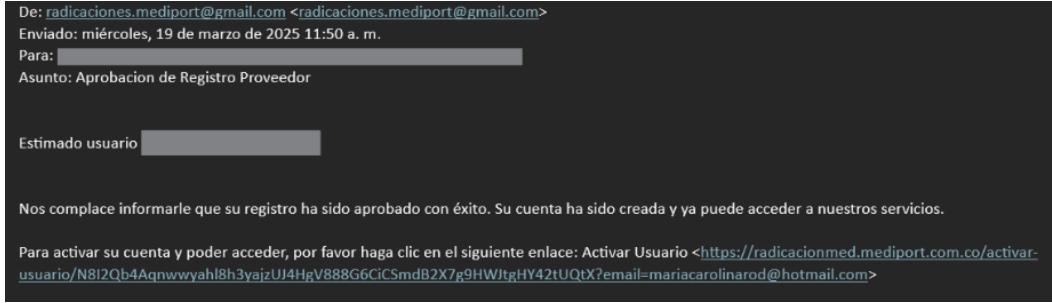 De: radicaciones.mediport@gmail.com <radicaciones.mediport@gmail.com>
Enviado: miércoles, 19 de marzo de 2025 11:50 a. m.
Para:
Asunto: Aprobacion de Registro Proveedor
Estimado usuario
Nos complace informarle que su registro ha sido aprobado con éxito. Su cuenta ha sido creada y ya puede acceder a nuestros servicios.
Para activar su cuenta y poder acceder, por favor haga clic en el siguiente enlace: Activar Usuario <https://radicacionmed.mediport.com.co/activar-
usuario/N8I2Qb4Aqnwwyahl8h3yajzUJ4HgV888G6CiCSmdB2X7g9HWJtgHY42tUQtX?email=mariacarolinarod@hotmail.com>